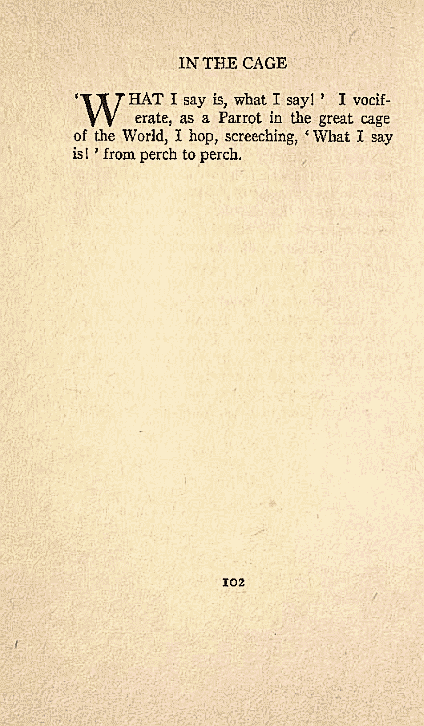 IN THE CAGE
‘WHAT I say is, what I say! ’ I vocif-
erate, as a Parrot in the great cage
of the World, I hop, screeching, ‘ What I say
is! ’ from perch to perch.
102